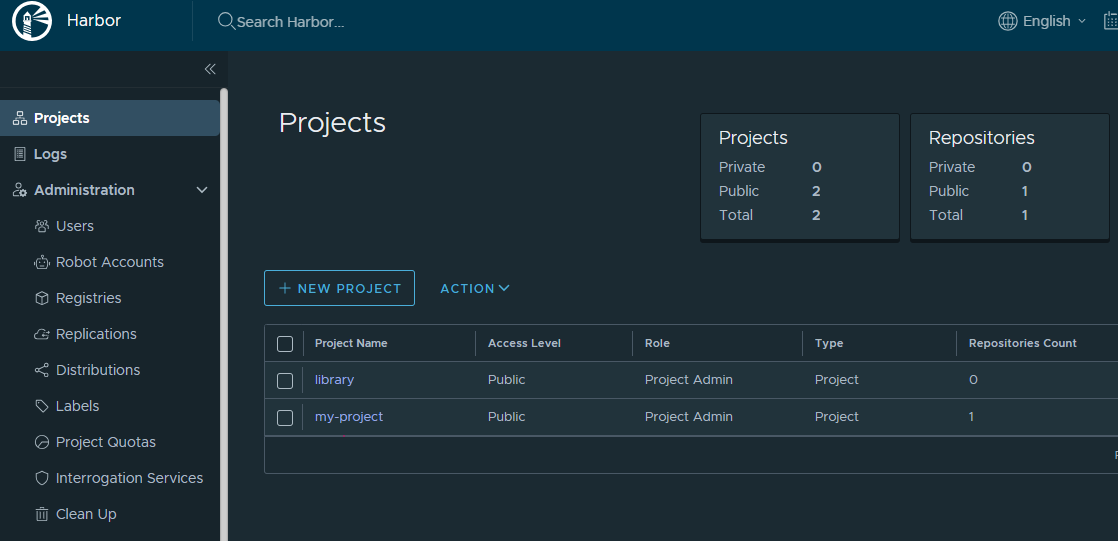 Harbor
Search Harbor...
English
Projects
Logs
Administration
Users
Robot Accounts
Registries
Replications
Distributions
Labels
Project Quotas
Interrogation Services
Clean Up
Projects
Projects
Private 0
Public 2
Total 2
Repositories
Private 0
Public 1
Total 1
+ NEW PROJECT
ACTION
Project Name Access Level Role Type Repositories Count
library Public Project Admin Project 0
my-project Public Project Admin Project 1